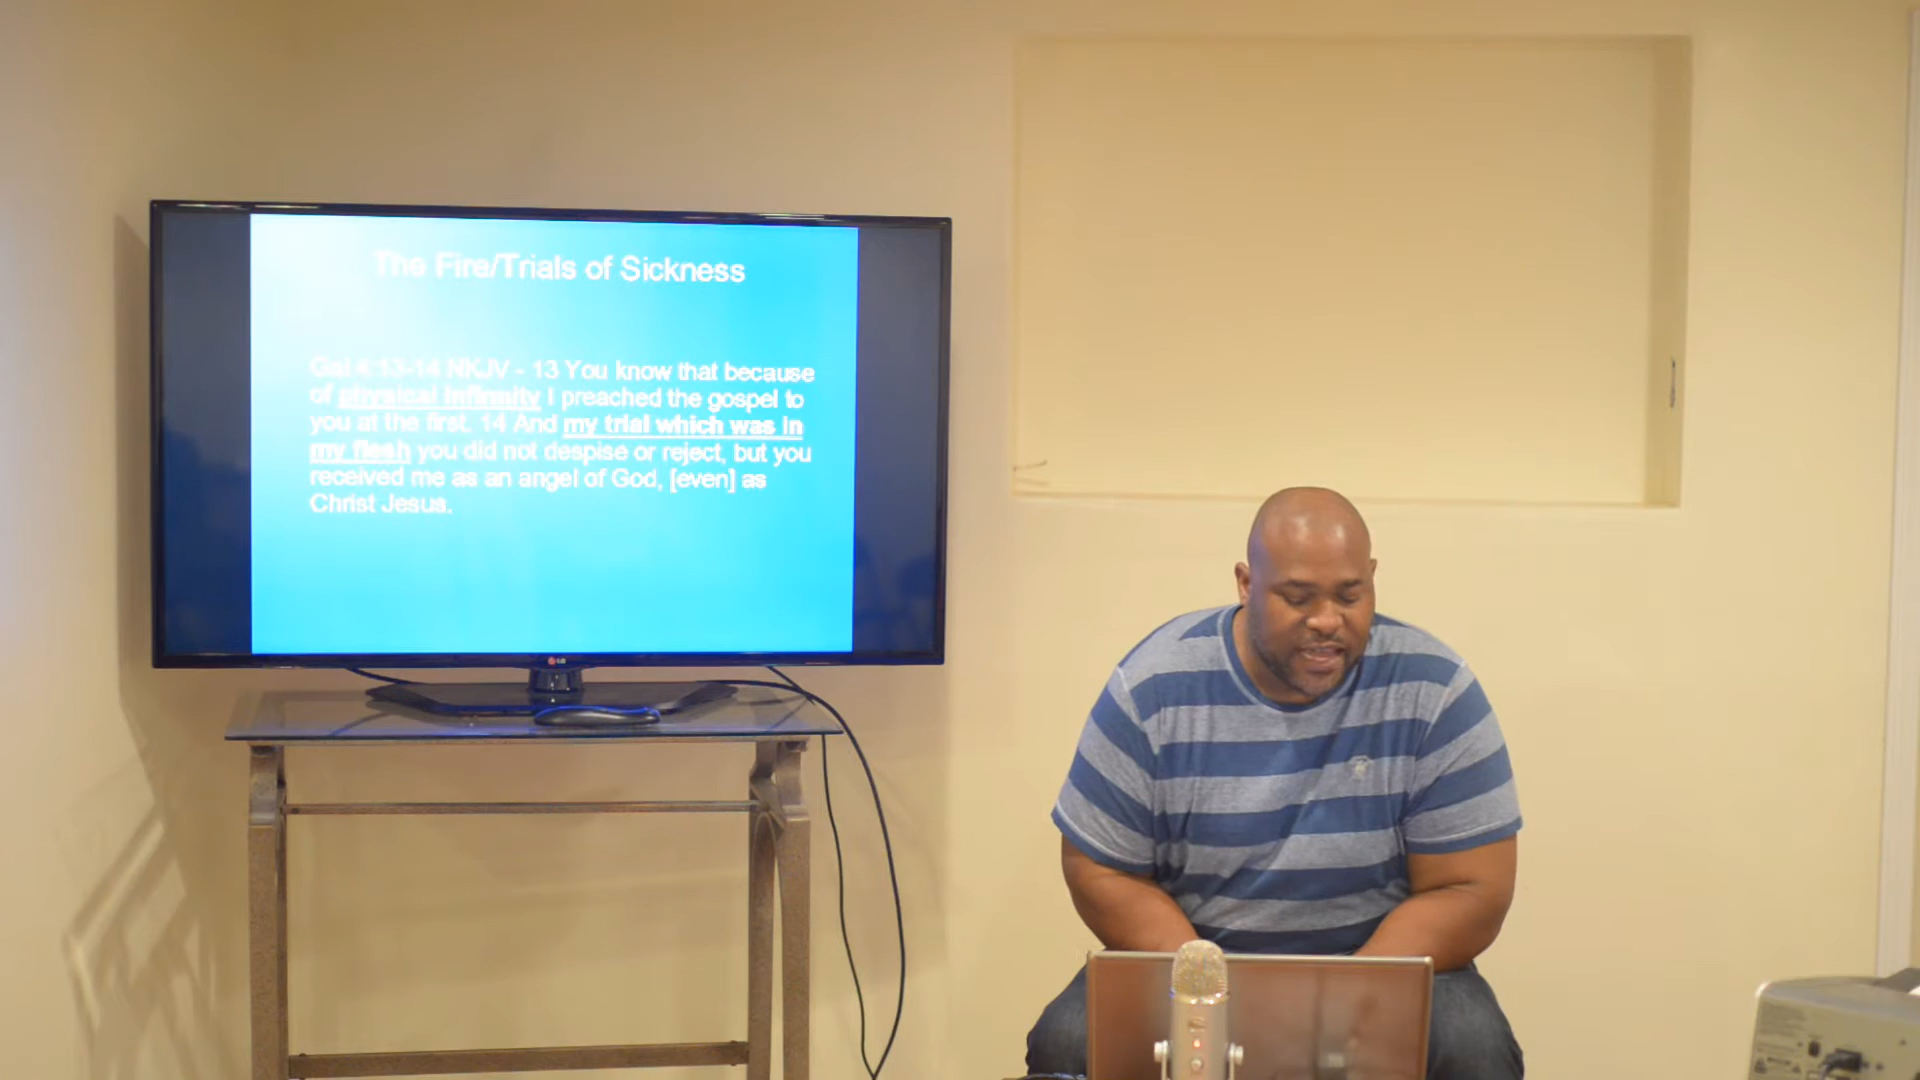 The Fire/Trials of Sickness
Gal 4:13-14 NKJV - 13 You know that because
of physical infirmity I preached the gospel to
you at the first. 14 And my trial which was in
my flesh you did not despise or reject, but you
received me as an angel of God, [even] as
Christ Jesus.
LG